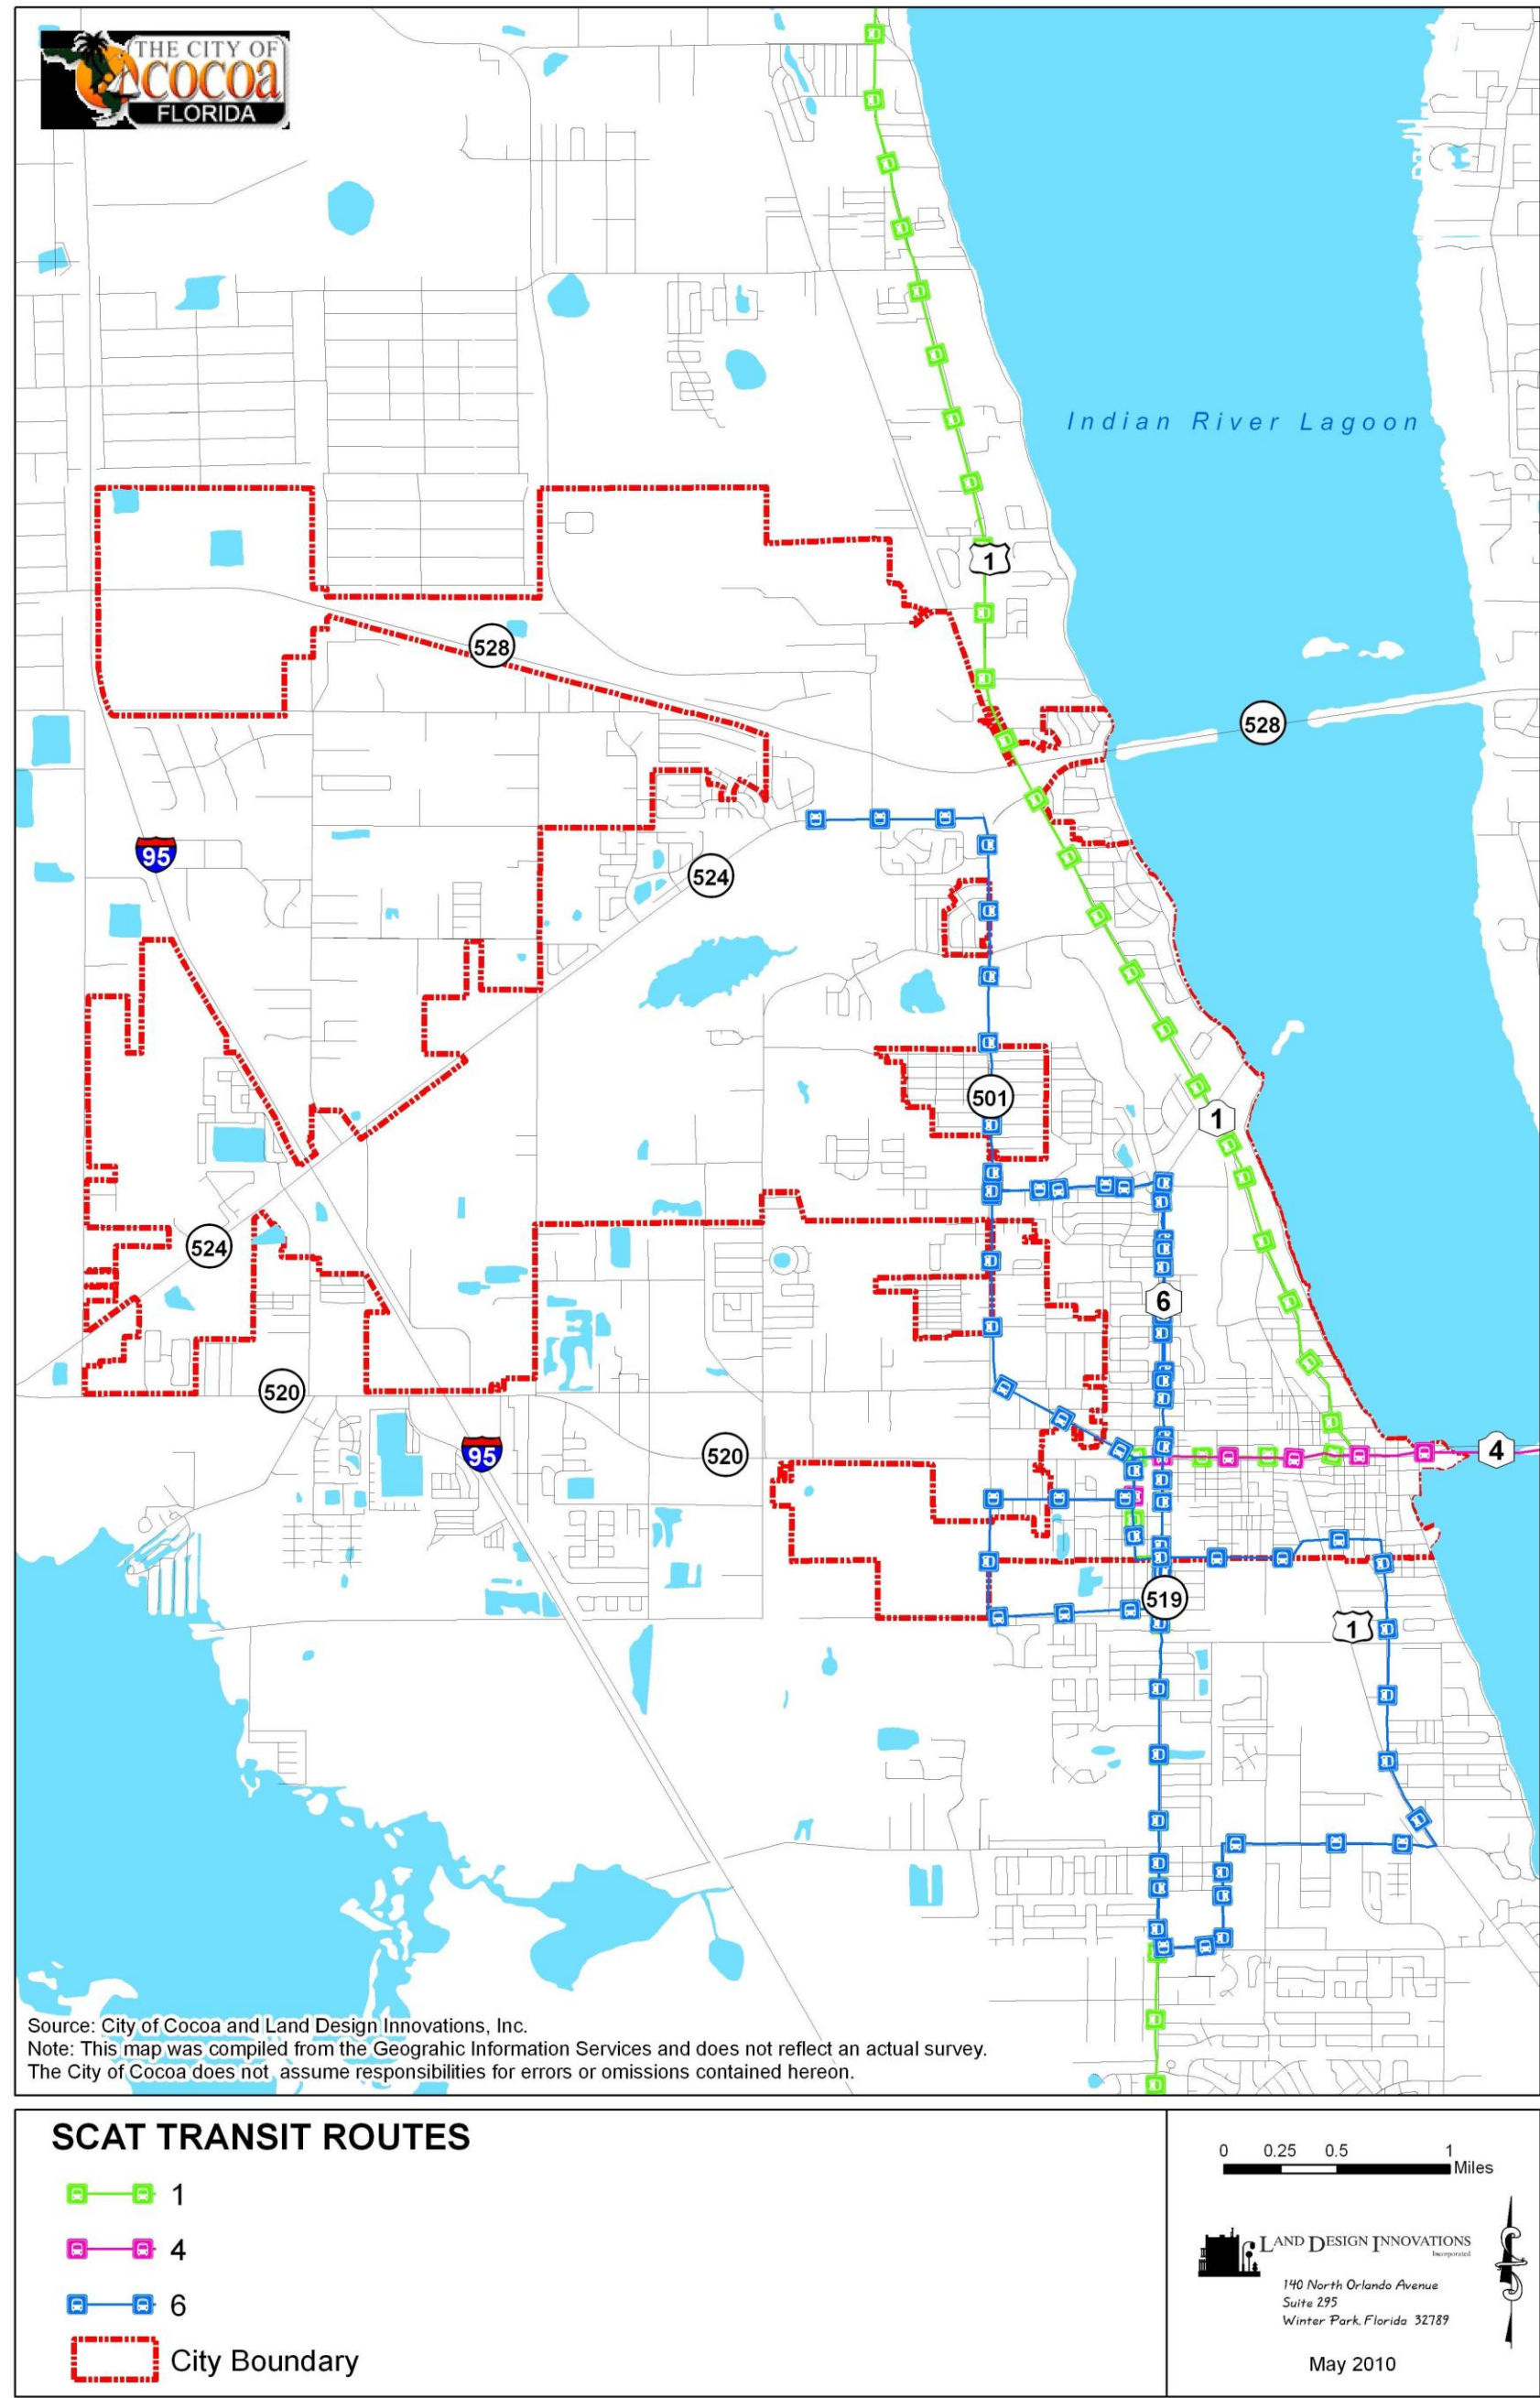 THE CITY OF
COCOA
FLORIDA
Indian River Lagoon
1
528
528
95
524
501
1
524
6
520
4
520
95
519
1
Source: City of Cocoa and Land Design Innovations, Inc.
Note: This map was compiled from the Geograhic Information Services and does not reflect an actual survey.
The City of Cocoa does not assume responsibilities for errors or omissions contained hereon.
SCAT TRANSIT ROUTES
1
4
6
City Boundary
0 0.25 0.5 1
Miles
LAND DESIGN INNOVATIONS
Incorporated
140 North Orlando Avenue
Suite 295
Winter Park, Florida 32789
May 2010